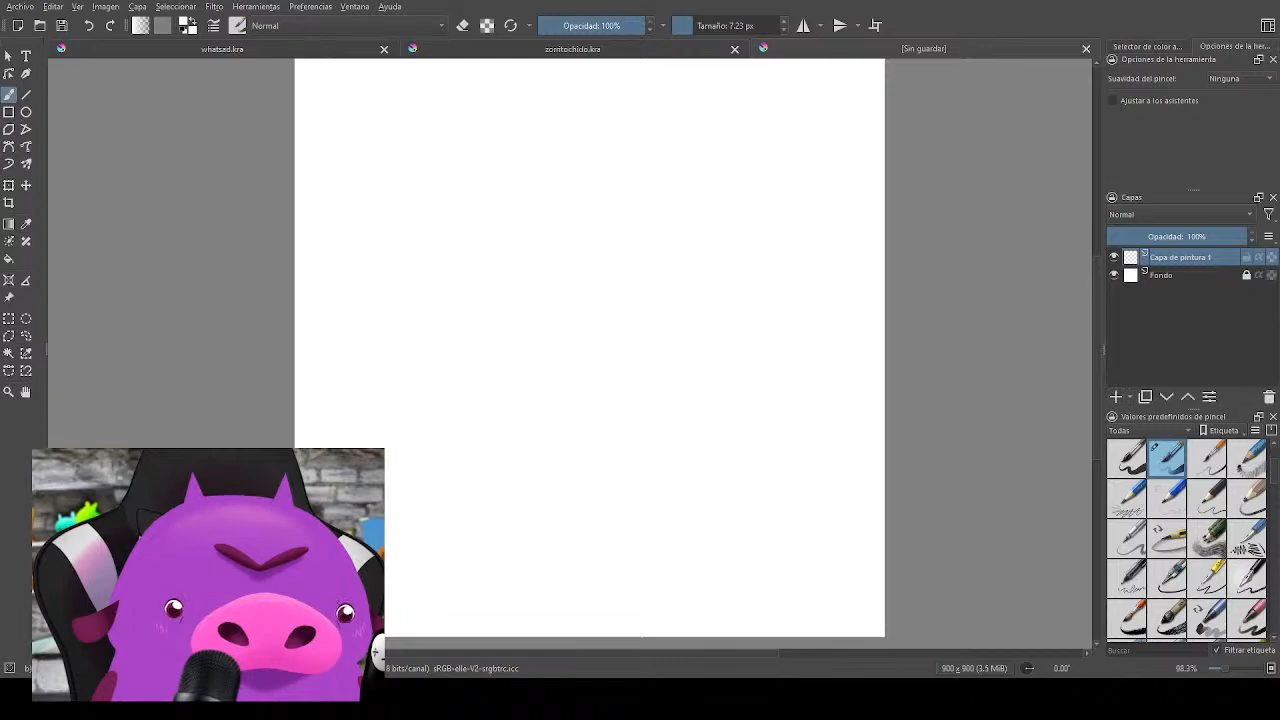 Archivo Editar Ver Imagen Capa Seleccionar Filtro Herramientas Preferencias Ventana Ayuda
Normal Opacidad: 100% Tamaño: 7.23 px
whatsad.kra zorritochido.kra [Sin guardar]
Selector de color a... Opciones de la her...
Opciones de la herramienta
Suavidad del pincel: Ninguna
Ajustar a los asistentes
Capas
Normal
Opacidad: 100%
Capa de pintura 1
Fondo
Valores predefinidos de pincel
Todas Etiqueta
Buscar Filtrar etiqueta
8 bits/canal) sRGB-elle-V2-srgbtrc.icc 900 x 900 (3.5 MiB) 0.00° 98.3%